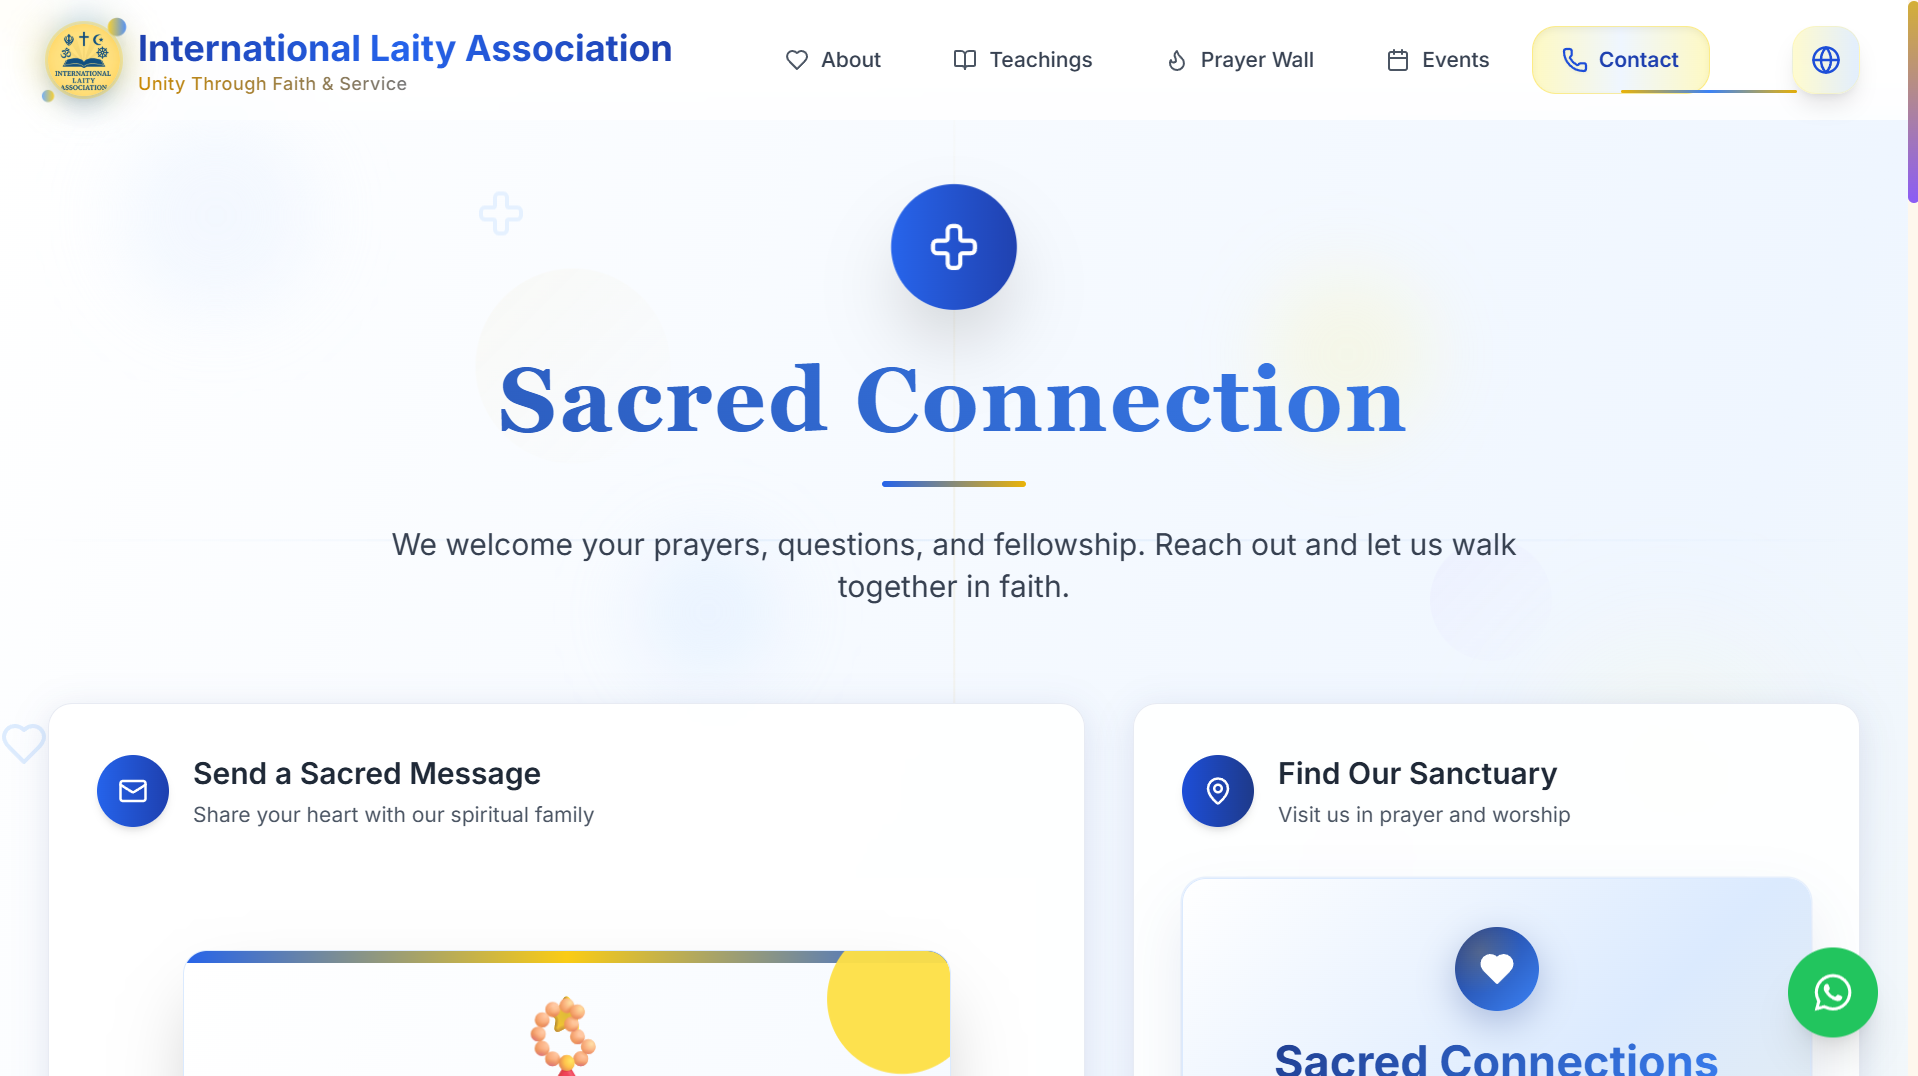 INTERNATIONAL
LAITY
ASSOCIATION
International Laity Association
Unity Through Faith & Service
About
Teachings
Prayer Wall
Events
Contact
Sacred Connection
We welcome your prayers, questions, and fellowship. Reach out and let us walk
together in faith.
Send a Sacred Message
Share your heart with our spiritual family
Find Our Sanctuary
Visit us in prayer and worship
Sacred Connections